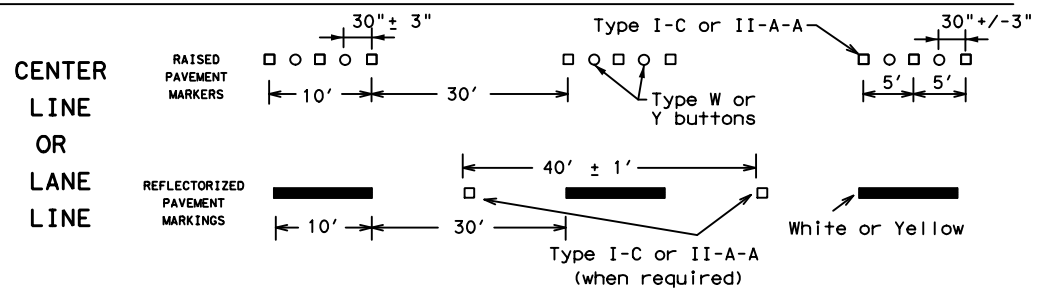 CENTER
LINE
OR
LANE
LINE
RAISED
PAVEMENT
MARKERS
30"± 3"
10'
30'
Type I-C or II-A-A
Type W or
Y buttons
30"+/-3"
5'
5'
REFLECTORIZED
PAVEMENT
MARKINGS
10'
30'
40' ± 1'
Type I-C or II-A-A
(when required)
White or Yellow